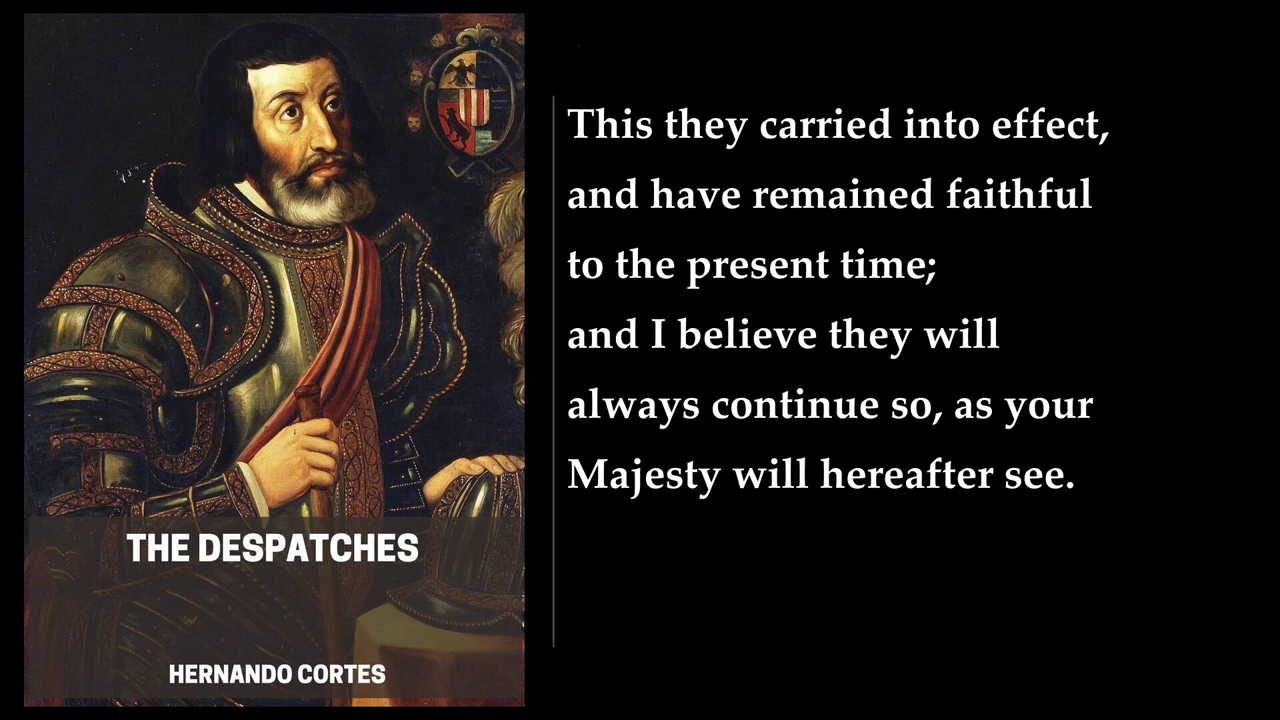 THE DESPATCHES
HERNANDO CORTES
This they carried into effect,
and have remained faithful
to the present time;
and I believe they will
always continue so, as your
Majesty will hereafter see.